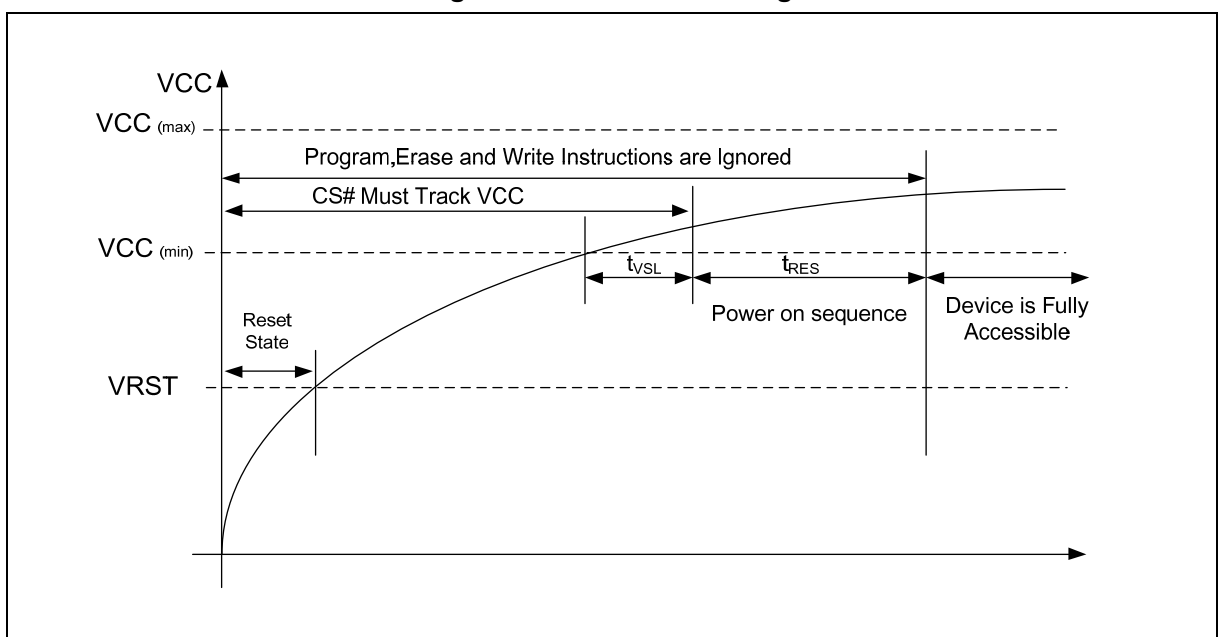 VCC
VCC (max)
Program,Erase and Write Instructions are Ignored
CS# Must Track VCC
VCC (min)
tVSL
tRES
Power on sequence
Device is Fully
Accessible
Reset
State
VRST